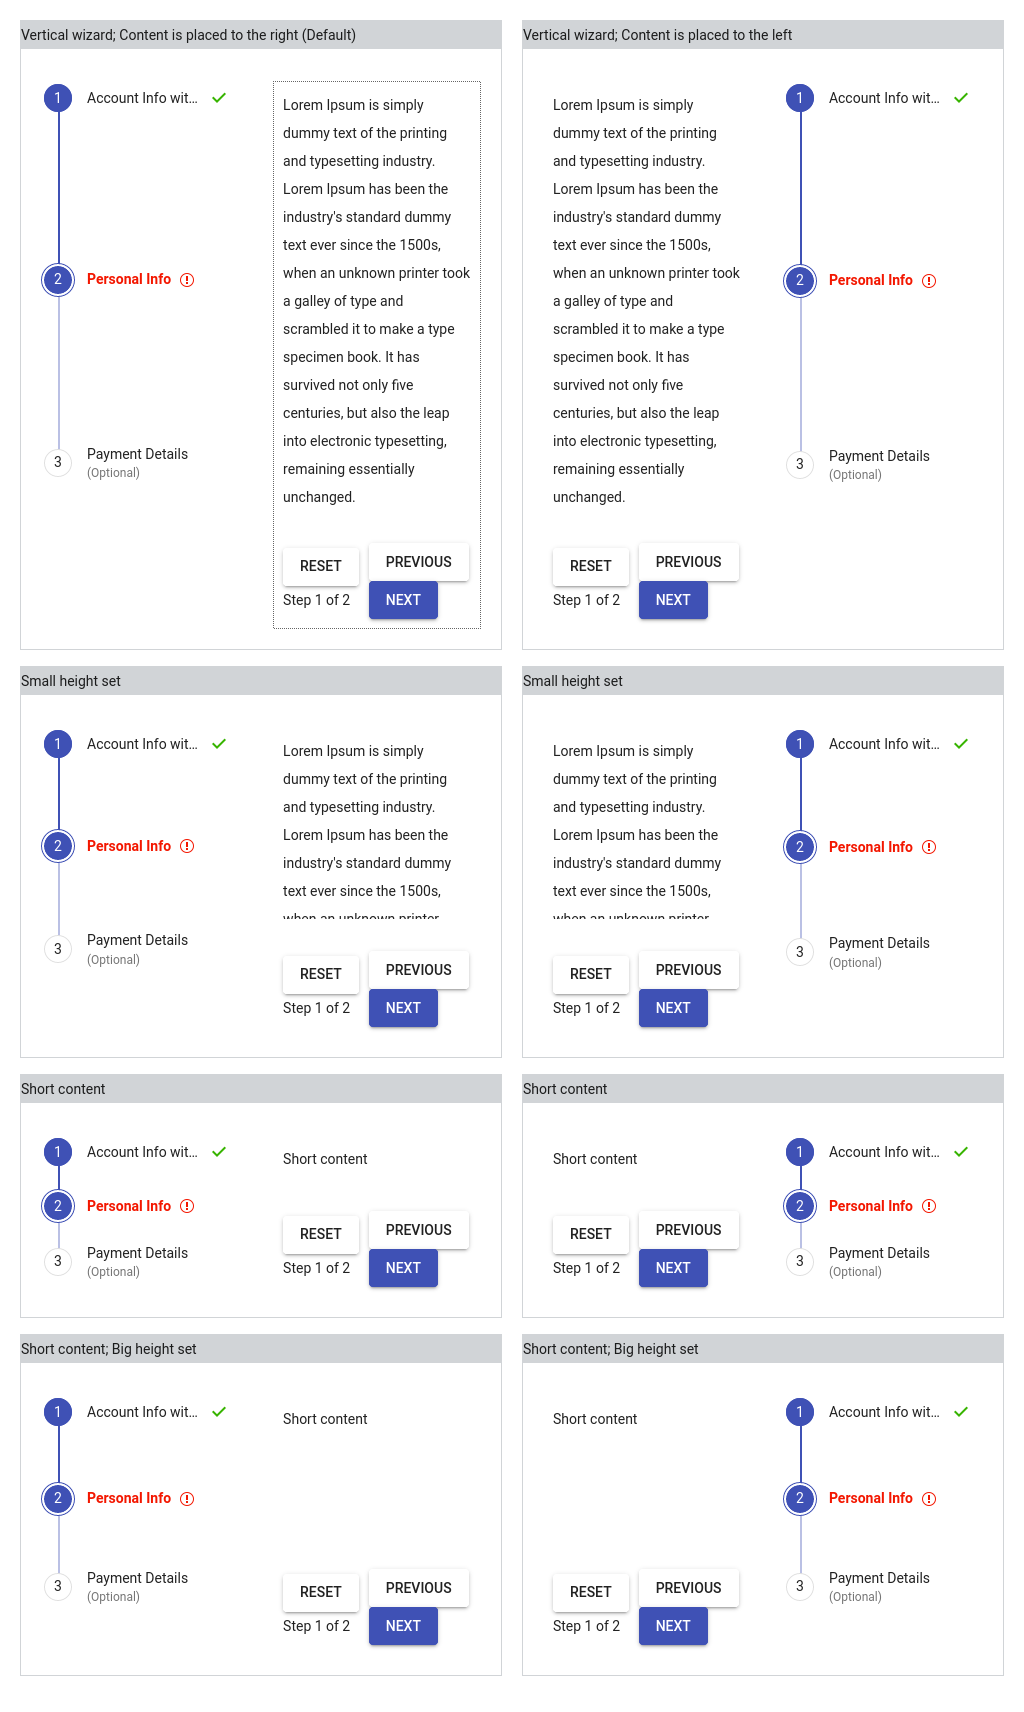 Vertical wizard; Content is placed to the right (Default)
1
Account Info wit...
2
Personal Info
3
Payment Details
(Optional)
Lorem Ipsum is simply
dummy text of the printing
and typesetting industry.
Lorem Ipsum has been the
industry's standard dummy
text ever since the 1500s,
when an unknown printer took
a galley of type and
scrambled it to make a type
specimen book. It has
survived not only five
centuries, but also the leap
into electronic typesetting,
remaining essentially
unchanged.
RESET
PREVIOUS
Step 1 of 2
NEXT
Vertical wizard; Content is placed to the left
Lorem Ipsum is simply
dummy text of the printing
and typesetting industry.
Lorem Ipsum has been the
industry's standard dummy
text ever since the 1500s,
when an unknown printer took
a galley of type and
scrambled it to make a type
specimen book. It has
survived not only five
centuries, but also the leap
into electronic typesetting,
remaining essentially
unchanged.
RESET
PREVIOUS
Step 1 of 2
NEXT
1
Account Info wit...
2
Personal Info
3
Payment Details
(Optional)
Small height set
1
Account Info wit...
2
Personal Info
3
Payment Details
(Optional)
Lorem Ipsum is simply
dummy text of the printing
and typesetting industry.
Lorem Ipsum has been the
industry's standard dummy
text ever since the 1500s,
when an unknown printer
RESET
PREVIOUS
Step 1 of 2
NEXT
Small height set
Lorem Ipsum is simply
dummy text of the printing
and typesetting industry.
Lorem Ipsum has been the
industry's standard dummy
text ever since the 1500s,
when an unknown printer
RESET
PREVIOUS
Step 1 of 2
NEXT
1
Account Info wit...
2
Personal Info
3
Payment Details
(Optional)
Short content
1
Account Info wit...
2
Personal Info
3
Payment Details
(Optional)
Short content
RESET
PREVIOUS
Step 1 of 2
NEXT
Short content
Short content
RESET
PREVIOUS
Step 1 of 2
NEXT
1
Account Info wit...
2
Personal Info
3
Payment Details
(Optional)
Short content; Big height set
1
Account Info wit...
2
Personal Info
3
Payment Details
(Optional)
Short content
RESET
PREVIOUS
Step 1 of 2
NEXT
Short content; Big height set
Short content
RESET
PREVIOUS
Step 1 of 2
NEXT
1
Account Info wit...
2
Personal Info
3
Payment Details
(Optional)